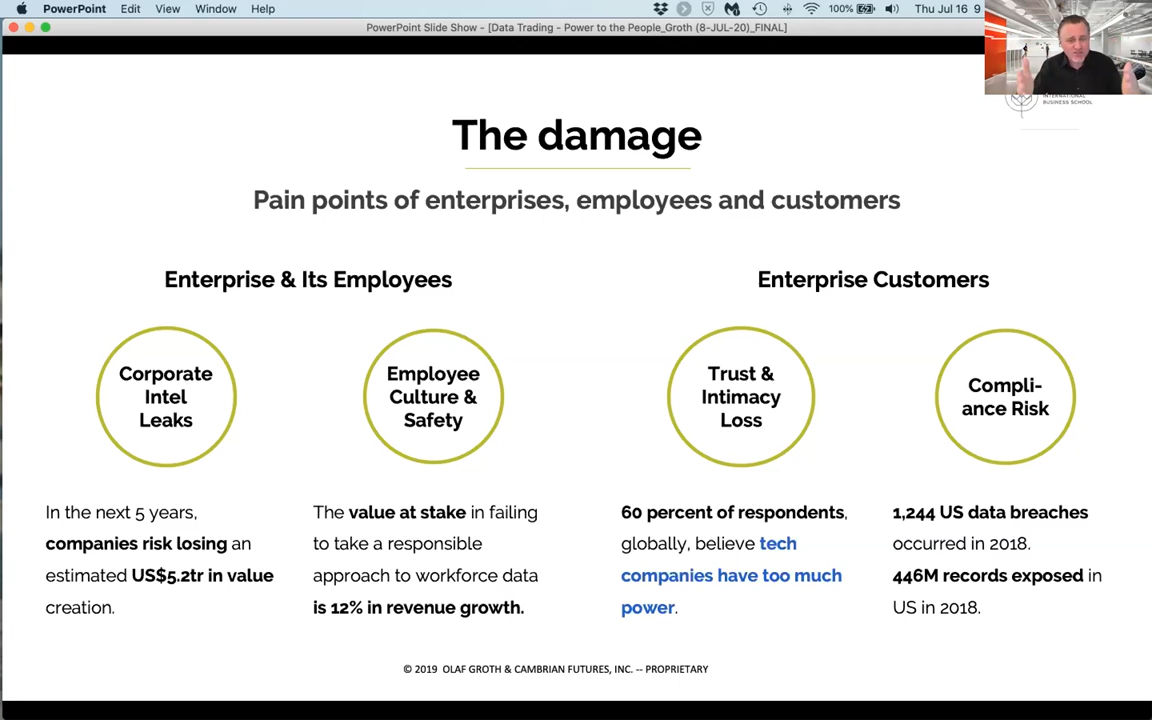 PowerPoint Edit View Window Help 100% Thu Jul 16 9
PowerPoint Slide Show - [Data Trading - Power to the People_Groth (8-JUL-20)_FINAL]
INTERNATIONAL
BUSINESS SCHOOL
The damage
Pain points of enterprises, employees and customers
Enterprise & Its Employees
Enterprise Customers
Corporate
Intel
Leaks
Employee
Culture &
Safety
Trust &
Intimacy
Loss
Compli-
ance Risk
In the next 5 years,
companies risk losing an
estimated US$5.2tr in value
creation.
The value at stake in failing
to take a responsible
approach to workforce data
is 12% in revenue growth.
60 percent of respondents,
globally, believe tech
companies have too much
power.
1,244 US data breaches
occurred in 2018.
446M records exposed in
US in 2018.
© 2019 OLAF GROTH & CAMBRIAN FUTURES, INC. -- PROPRIETARY